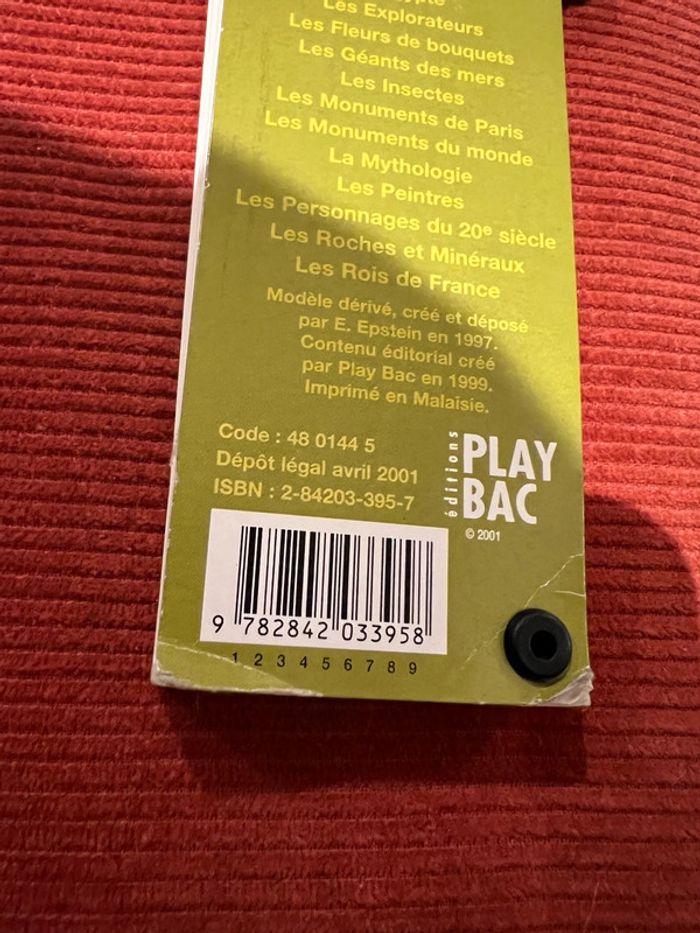 Les Explorateurs
Les Fleurs de bouquets
Les Géants des mers
Les Insectes
Les Monuments de Paris
Les Monuments du monde
La Mythologie
Les Peintres
Les Personnages du 20e siècle
Les Roches et Minéraux
Les Rois de France
Modèle dérivé, créé et déposé
par E. Epstein en 1997.
Contenu éditorial créé
par Play Bac en 1999.
Imprimé en Malaisie.
Code : 48 0144 5
Dépôt légal avril 2001
ISBN : 2-84203-395-7
éditions
PLAY
BAC
© 2001
9 782842 033958
1 2 3 4 5 6 7 8 9